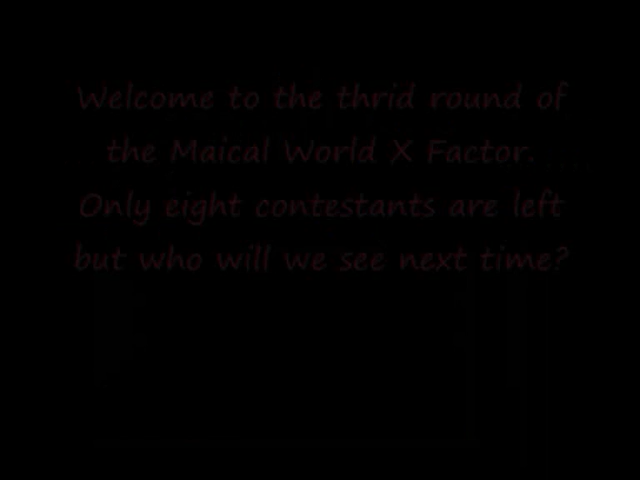 Welcome to the thrid round of
the Maical World X Factor.
Only eight contestants are left
but who will we see next time?